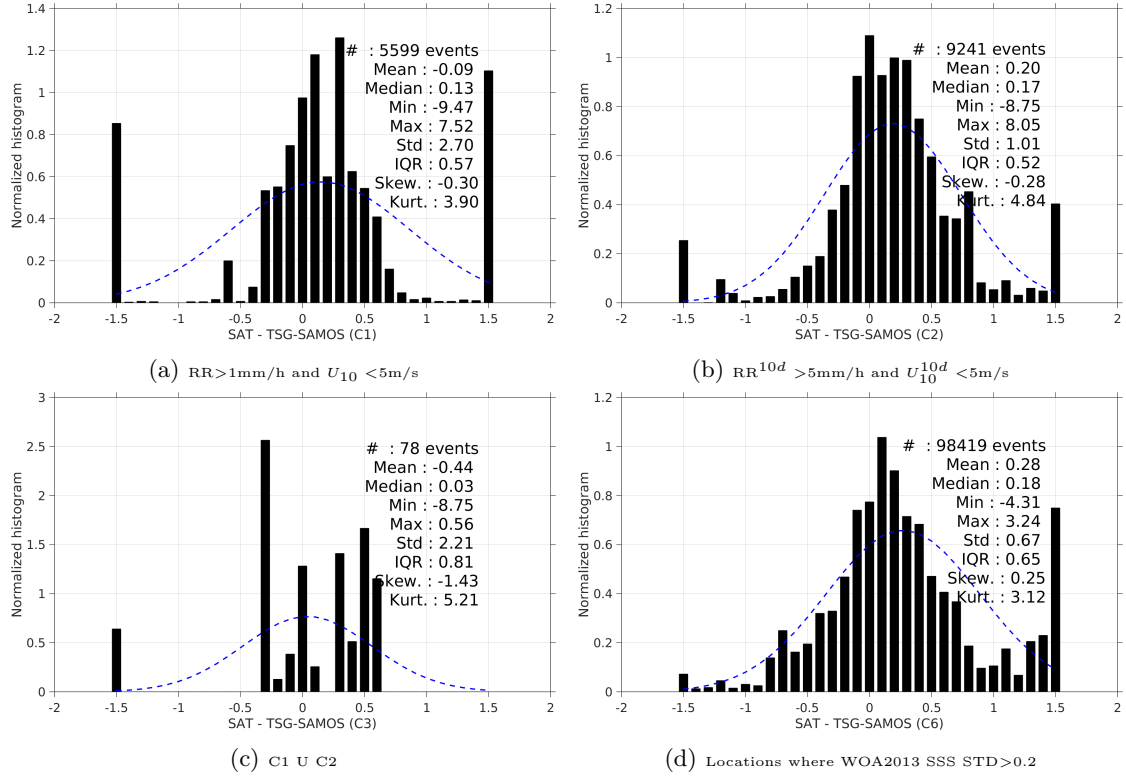 1.4
1.2
1
0.8
0.6
0.4
0.2
0
Normalized histogram
# : 5599 events
Mean : -0.09
Median : 0.13
Min : -9.47
Max : 7.52
Std : 2.70
IQR : 0.57
Skew. : -0.30
Kurt. : 3.90
-2 -1.5 -1 -0.5 0 0.5 1 1.5 2
SAT - TSG-SAMOS (C1)
(a) RR>1mm/h and U10 <5m/s
1.2
1
0.8
0.6
0.4
0.2
0
Normalized histogram
# : 9241 events
Mean : 0.20
Median : 0.17
Min : -8.75
Max : 8.05
Std : 1.01
IQR : 0.52
Skew. : -0.28
Kurt. : 4.84
-2 -1.5 -1 -0.5 0 0.5 1 1.5 2
SAT - TSG-SAMOS (C2)
(b) RR^10d >5mm/h and U10^10d <5m/s
3
2.5
2
1.5
1
0.5
0
Normalized histogram
# : 78 events
Mean : -0.44
Median : 0.03
Min : -8.75
Max : 0.56
Std : 2.21
IQR : 0.81
Skew. : -1.43
Kurt. : 5.21
-2 -1.5 -1 -0.5 0 0.5 1 1.5 2
SAT - TSG-SAMOS (C3)
(c) C1 U C2
1.2
1
0.8
0.6
0.4
0.2
0
Normalized histogram
# : 98419 events
Mean : 0.28
Median : 0.18
Min : -4.31
Max : 3.24
Std : 0.67
IQR : 0.65
Skew. : 0.25
Kurt. : 3.12
-2 -1.5 -1 -0.5 0 0.5 1 1.5 2
SAT - TSG-SAMOS (C6)
(d) Locations where WOA2013 SSS STD>0.2